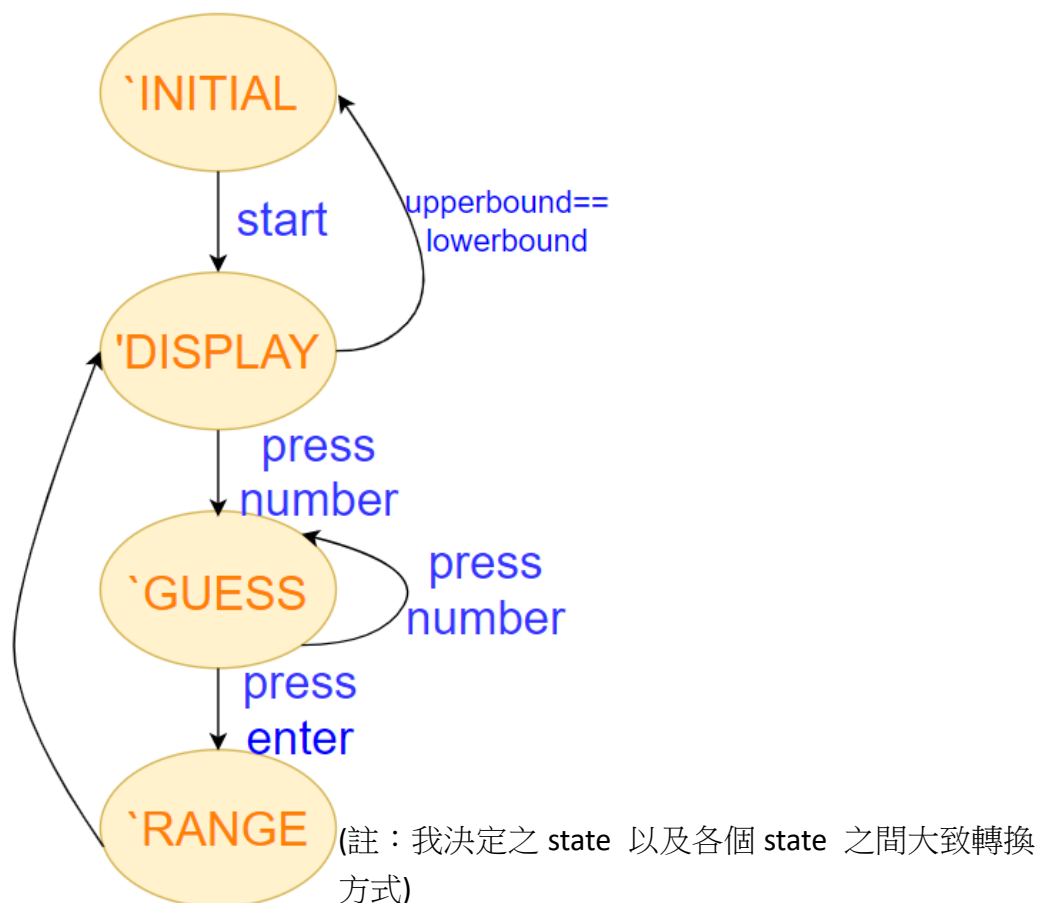 `INITIAL
start
upperbound==
lowerbound
'DISPLAY
press
number
`GUESS
press
number
press
enter
`RANGE
(註：我決定之 state 以及各個 state 之間大致轉換
方式)